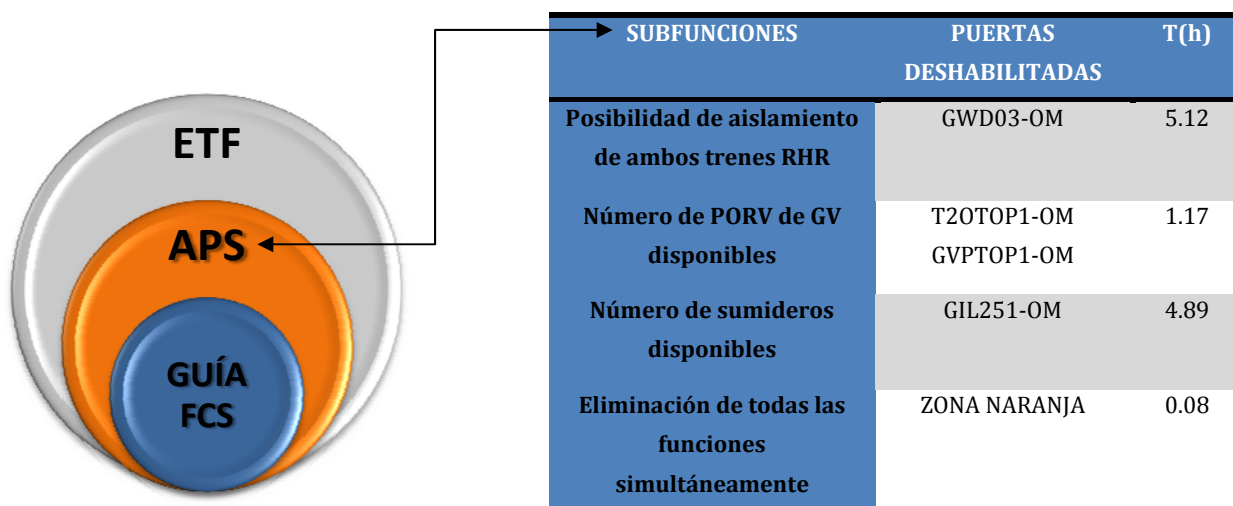 ETF
APS
GUÍA
FCS
SUBFUNCIONES PUERTAS DESHABILITADAS T(h)
Posibilidad de aislamiento de ambos trenes RHR GWD03-OM 5.12
Número de PORV de GV disponibles T2OTOP1-OM GVPTOP1-OM 1.17
Número de sumideros disponibles GIL251-OM 4.89
Eliminación de todas las funciones simultáneamente ZONA NARANJA 0.08